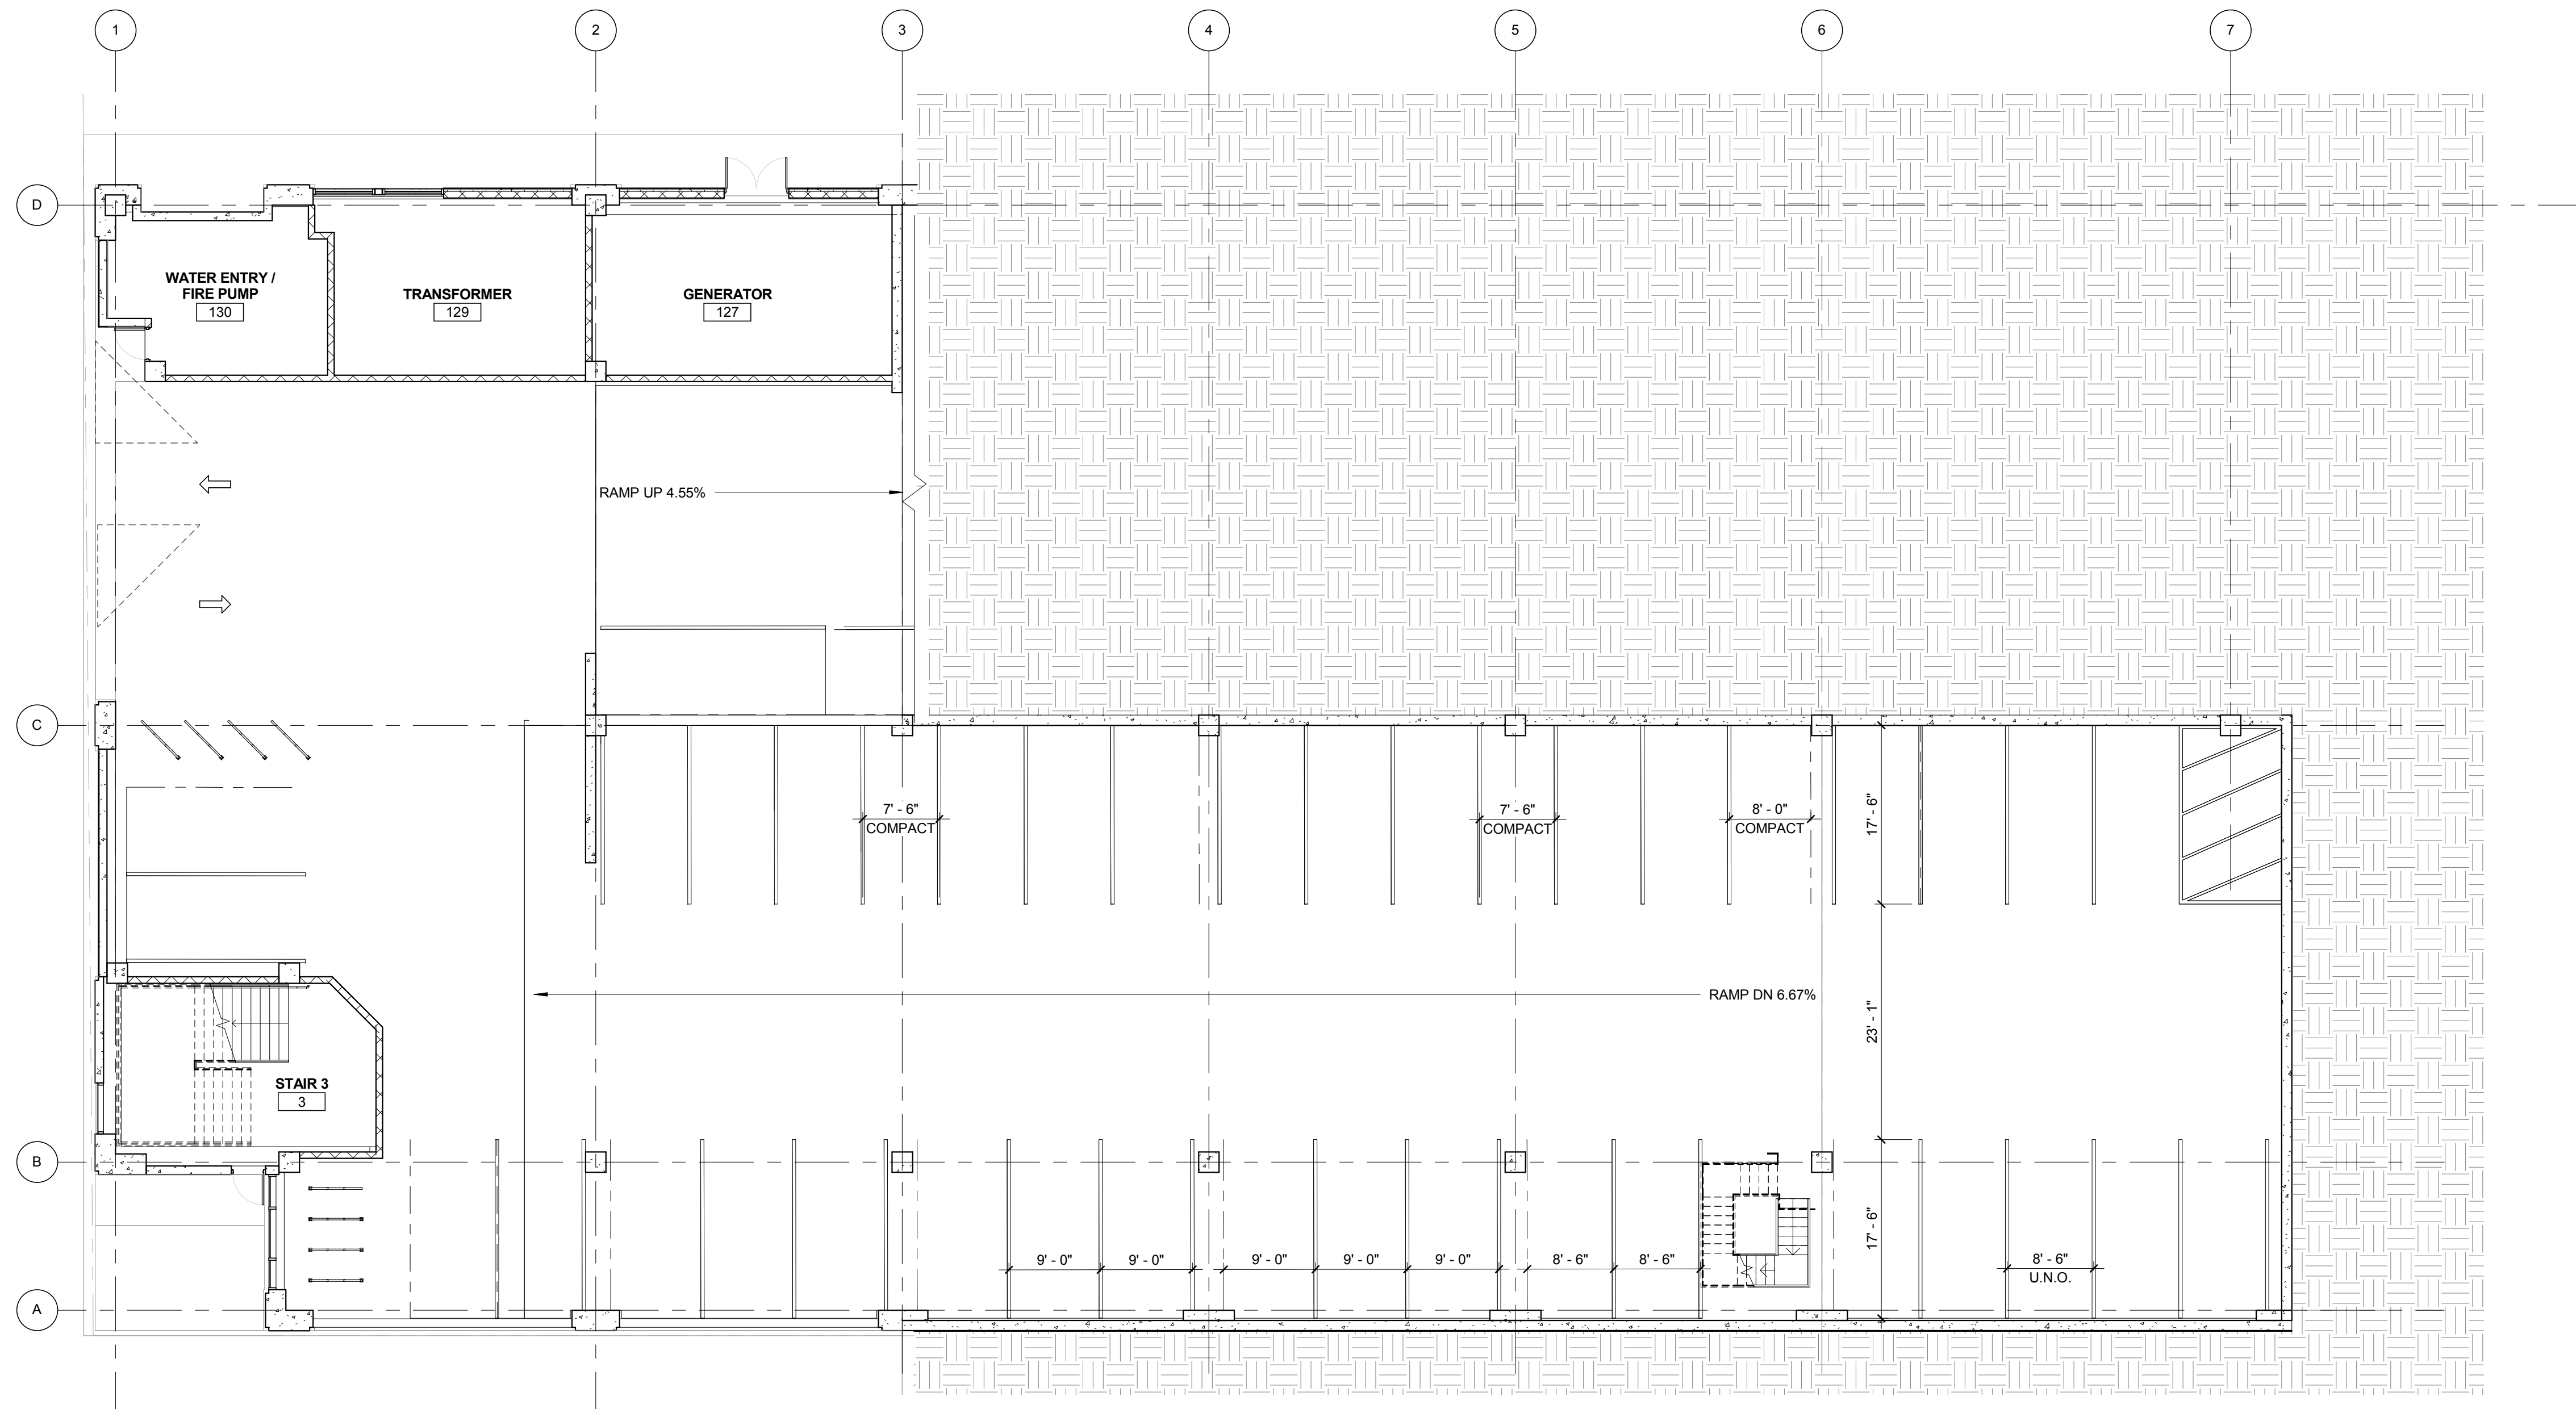 1
2
3
4
5
6
7
D
WATER ENTRY /
FIRE PUMP
130
TRANSFORMER
129
GENERATOR
127
RAMP UP 4.55%
C
7' - 6"
COMPACT
7' - 6"
COMPACT
8' - 0"
COMPACT
17' - 6"
RAMP DN 6.67%
23' - 1"
STAIR 3
3
B
17' - 6"
9' - 0"
9' - 0"
9' - 0"
9' - 0"
9' - 0"
8' - 6"
8' - 6"
8' - 6"
U.N.O.
A